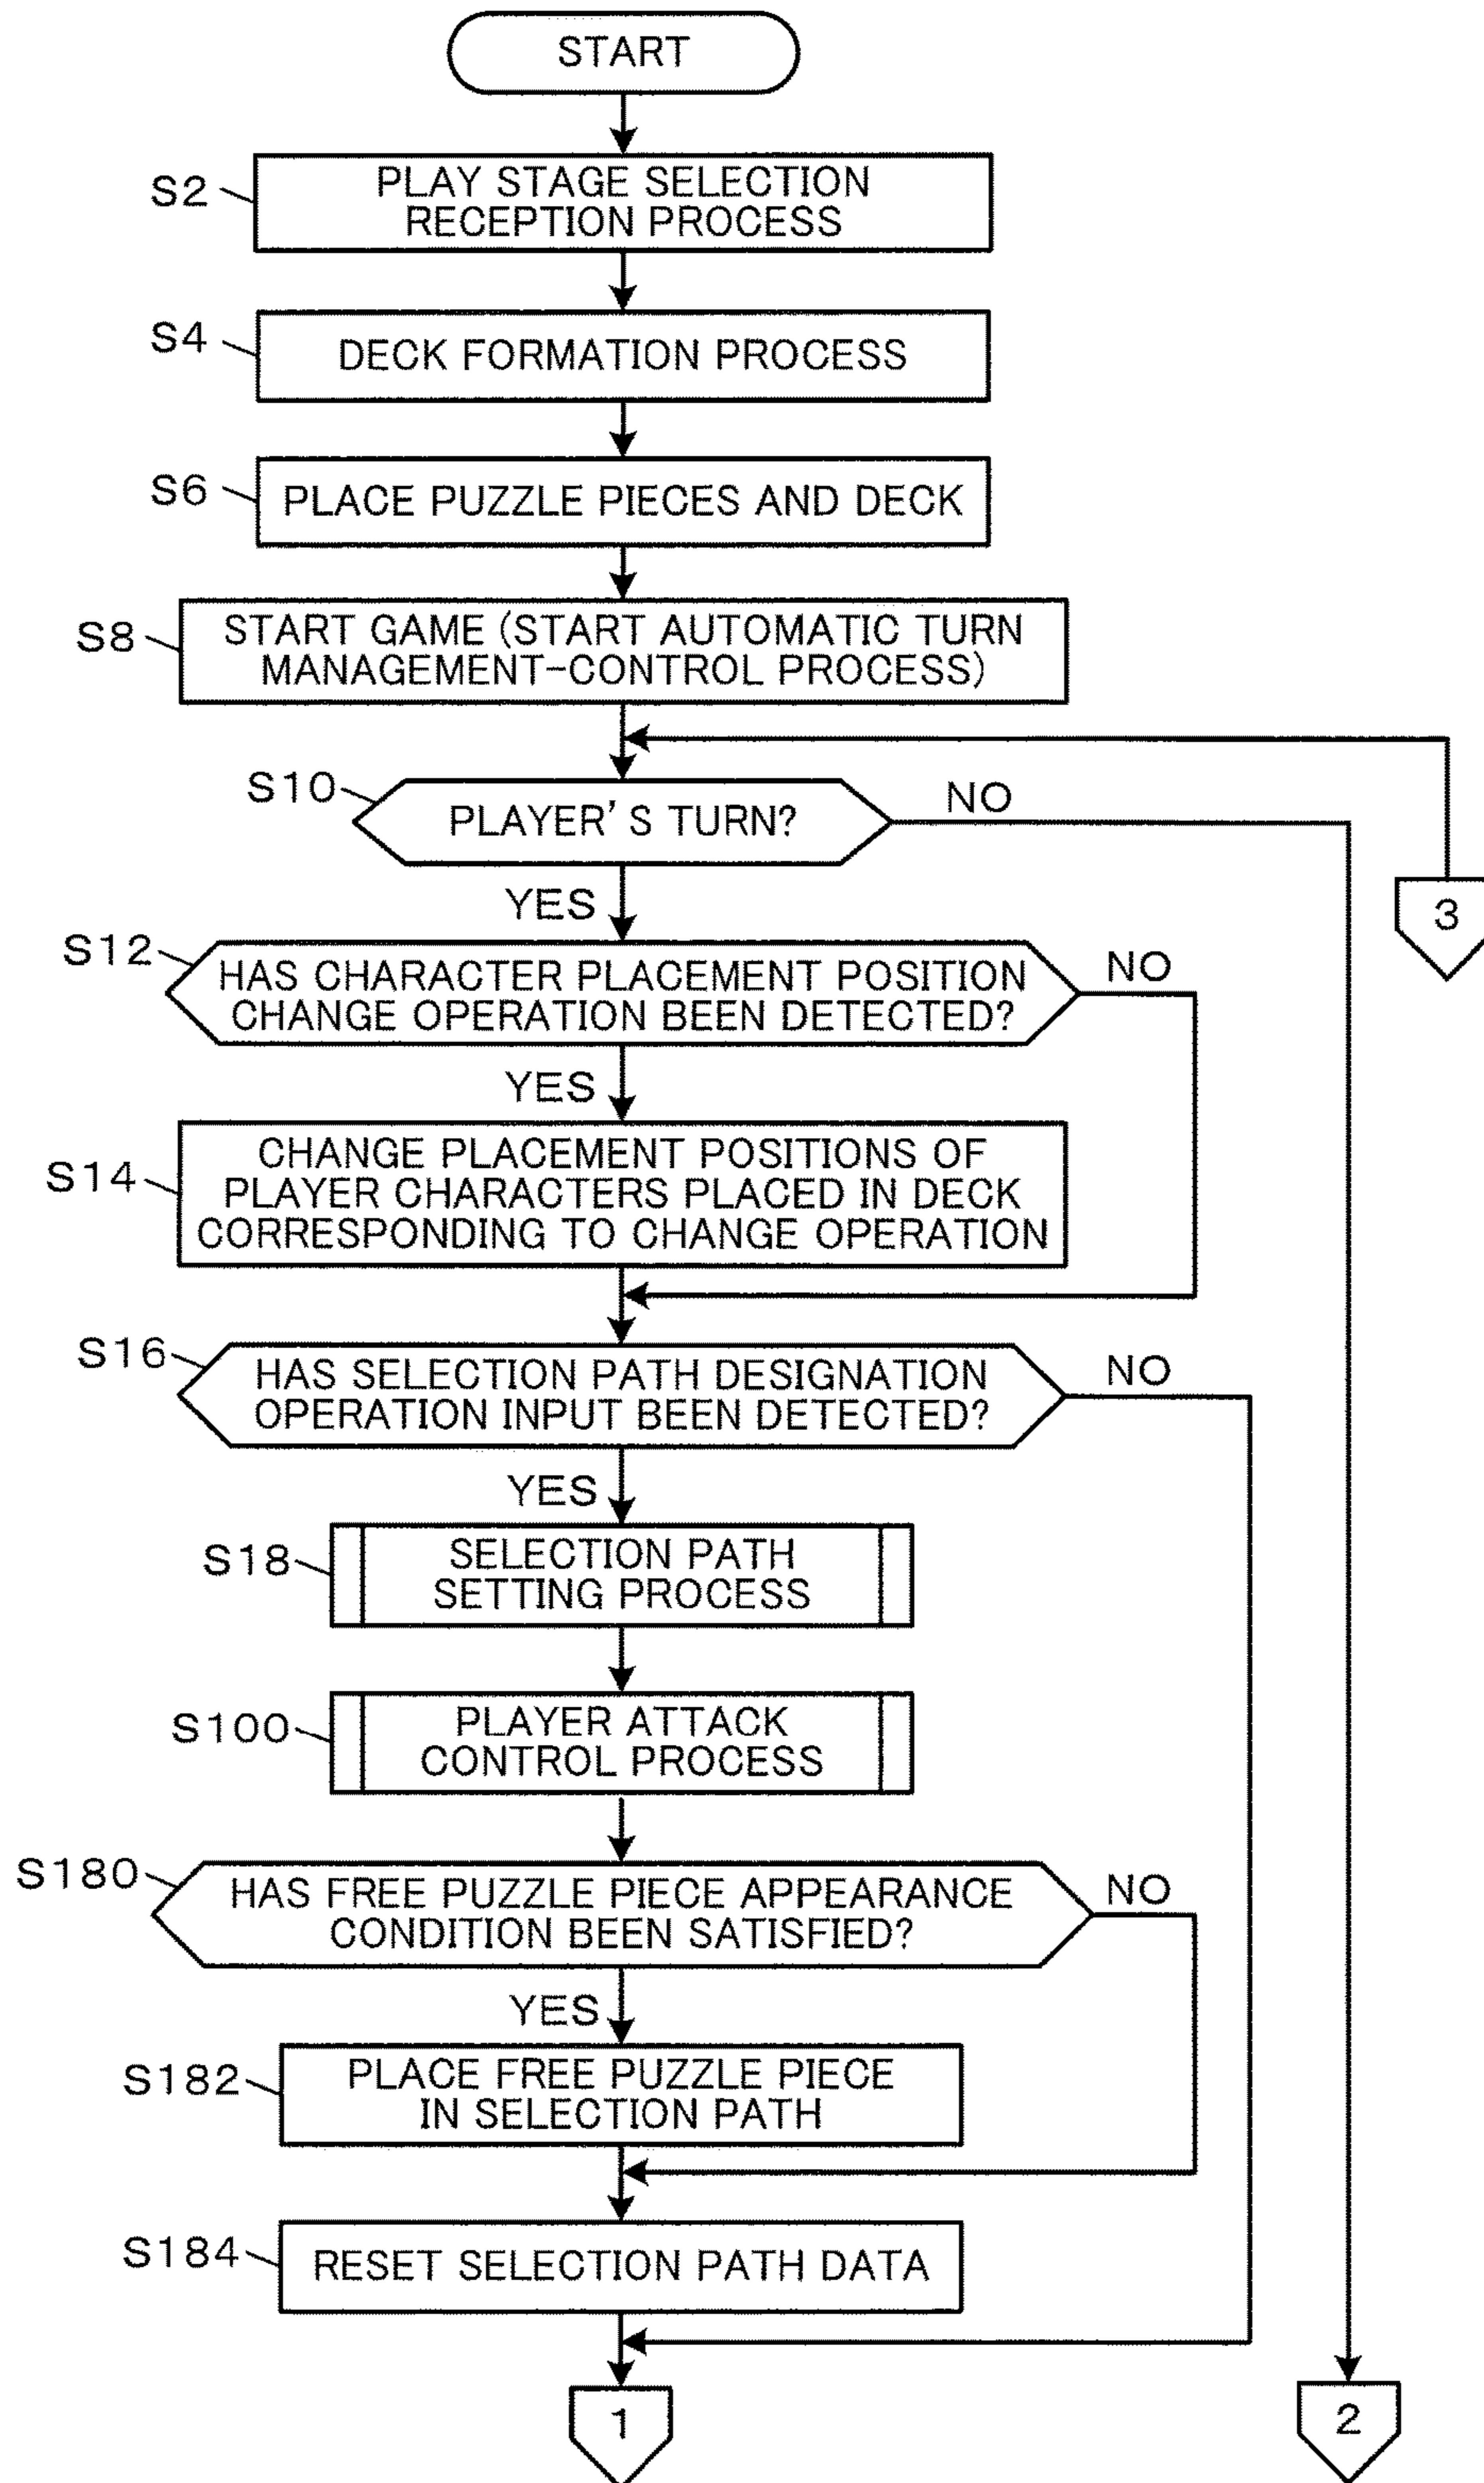 START
S2
PLAY STAGE SELECTION
RECEPTION PROCESS
S4
DECK FORMATION PROCESS
S6
PLACE PUZZLE PIECES AND DECK
S8
START GAME (START AUTOMATIC TURN
MANAGEMENT-CONTROL PROCESS)
S10
PLAYER'S TURN?
NO
YES
3
S12
HAS CHARACTER PLACEMENT POSITION
CHANGE OPERATION BEEN DETECTED?
NO
YES
S14
CHANGE PLACEMENT POSITIONS OF
PLAYER CHARACTERS PLACED IN DECK
CORRESPONDING TO CHANGE OPERATION
S16
HAS SELECTION PATH DESIGNATION
OPERATION INPUT BEEN DETECTED?
NO
YES
S18
SELECTION PATH
SETTING PROCESS
S100
PLAYER ATTACK
CONTROL PROCESS
S180
HAS FREE PUZZLE PIECE APPEARANCE
CONDITION BEEN SATISFIED?
NO
YES
S182
PLACE FREE PUZZLE PIECE
IN SELECTION PATH
S184
RESET SELECTION PATH DATA
1
2